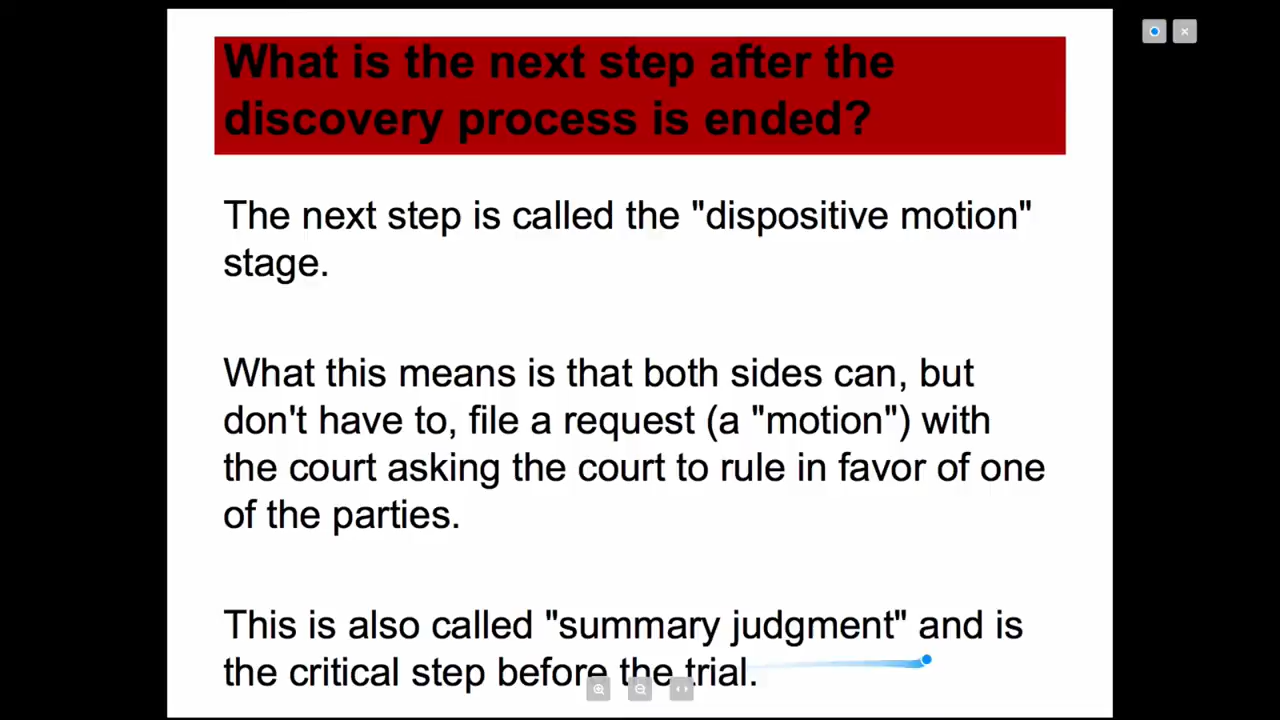 What is the next step after the
discovery process is ended?
The next step is called the "dispositive motion"
stage.
What this means is that both sides can, but
don't have to, file a request (a "motion") with
the court asking the court to rule in favor of one
of the parties.
This is also called "summary judgment" and is
the critical step before the trial.